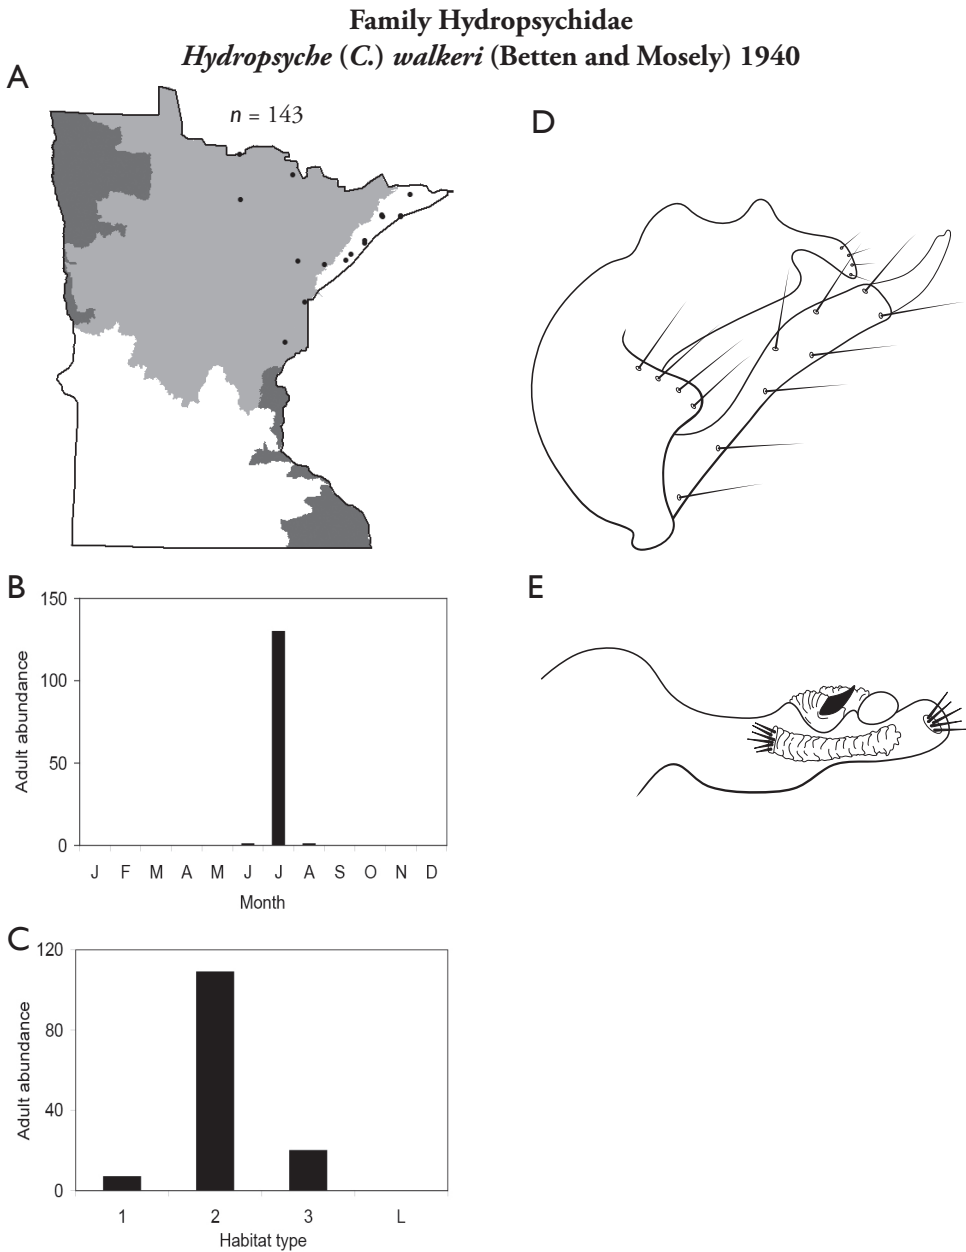 Family Hydropsychidae
Hydropsyche (C.) walkeri (Betten and Mosely) 1940
A
n = 143
D
B
150
100
50
0
Adult abundance
J F M A M J J A S O N D
Month
E
C
120
80
40
0
Adult abundance
1 2 3 L
Habitat type